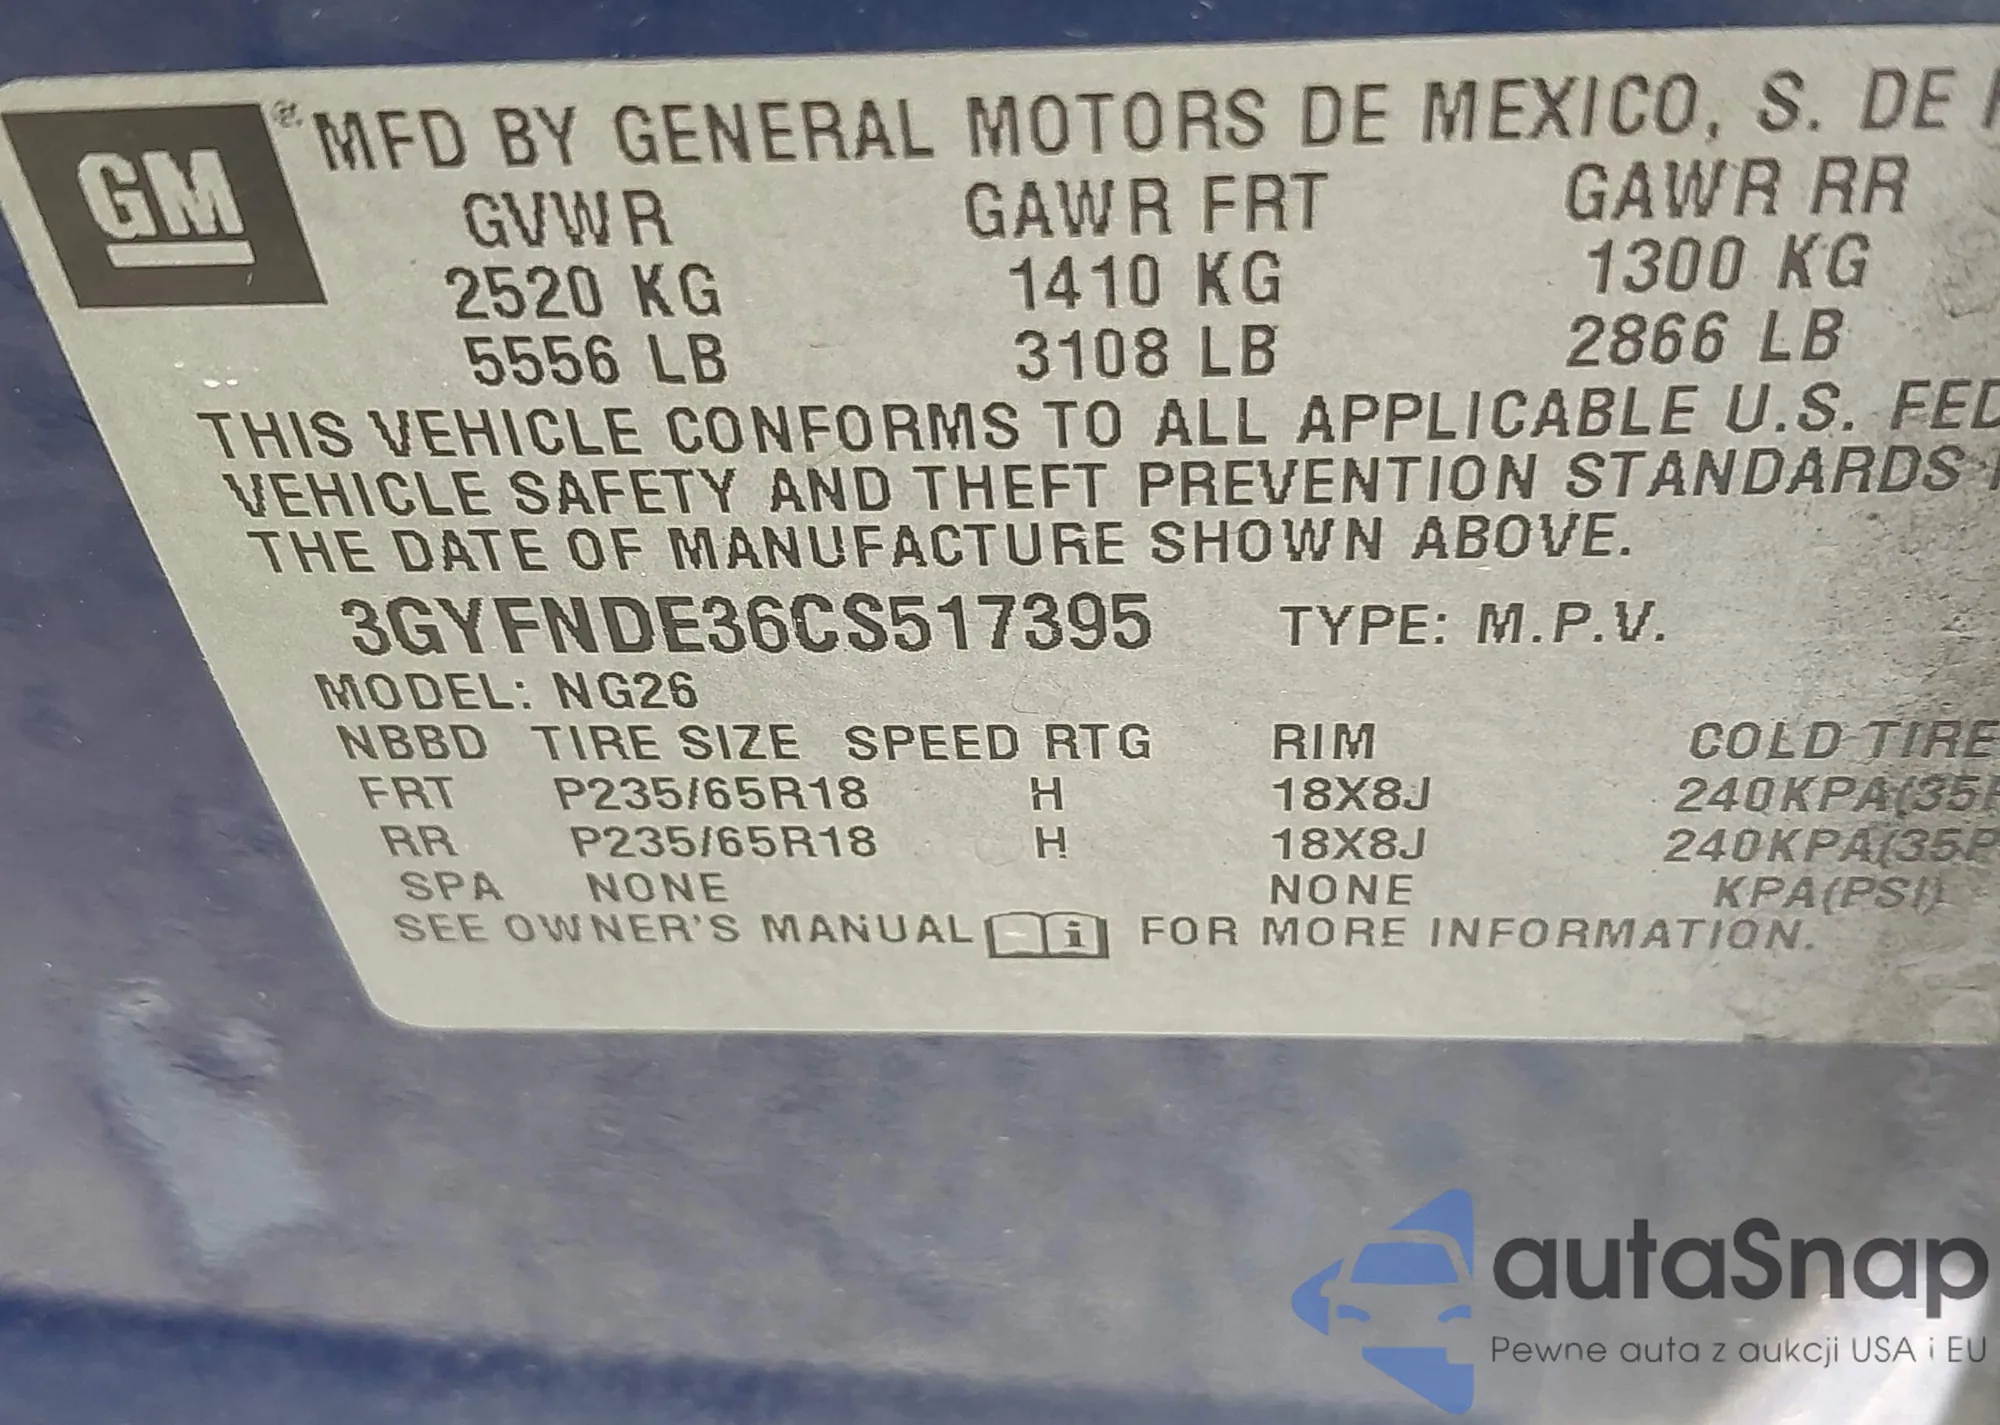 GM ® MFD BY GENERAL MOTORS DE MEXICO, S. DE
GVWR GAWR FRT GAWR RR
2520 KG 1410 KG 1300 KG
5556 LB 3108 LB 2866 LB
THIS VEHICLE CONFORMS TO ALL APPLICABLE U.S. FED
VEHICLE SAFETY AND THEFT PREVENTION STANDARDS
THE DATE OF MANUFACTURE SHOWN ABOVE.
3GYFNDE36CS517395 TYPE: M.P.V.
MODEL: NG26
NBBD TIRE SIZE SPEED RTG RIM COLD TIRE
FRT P235/65R18 H 18X8J 240KPA(35P
RR P235/65R18 H 18X8J 240KPA(35P
SPA NONE NONE KPA(PSI)
SEE OWNER'S MANUAL i FOR MORE INFORMATION.
autaSnap
Pewne auta z aukcji USA i EU